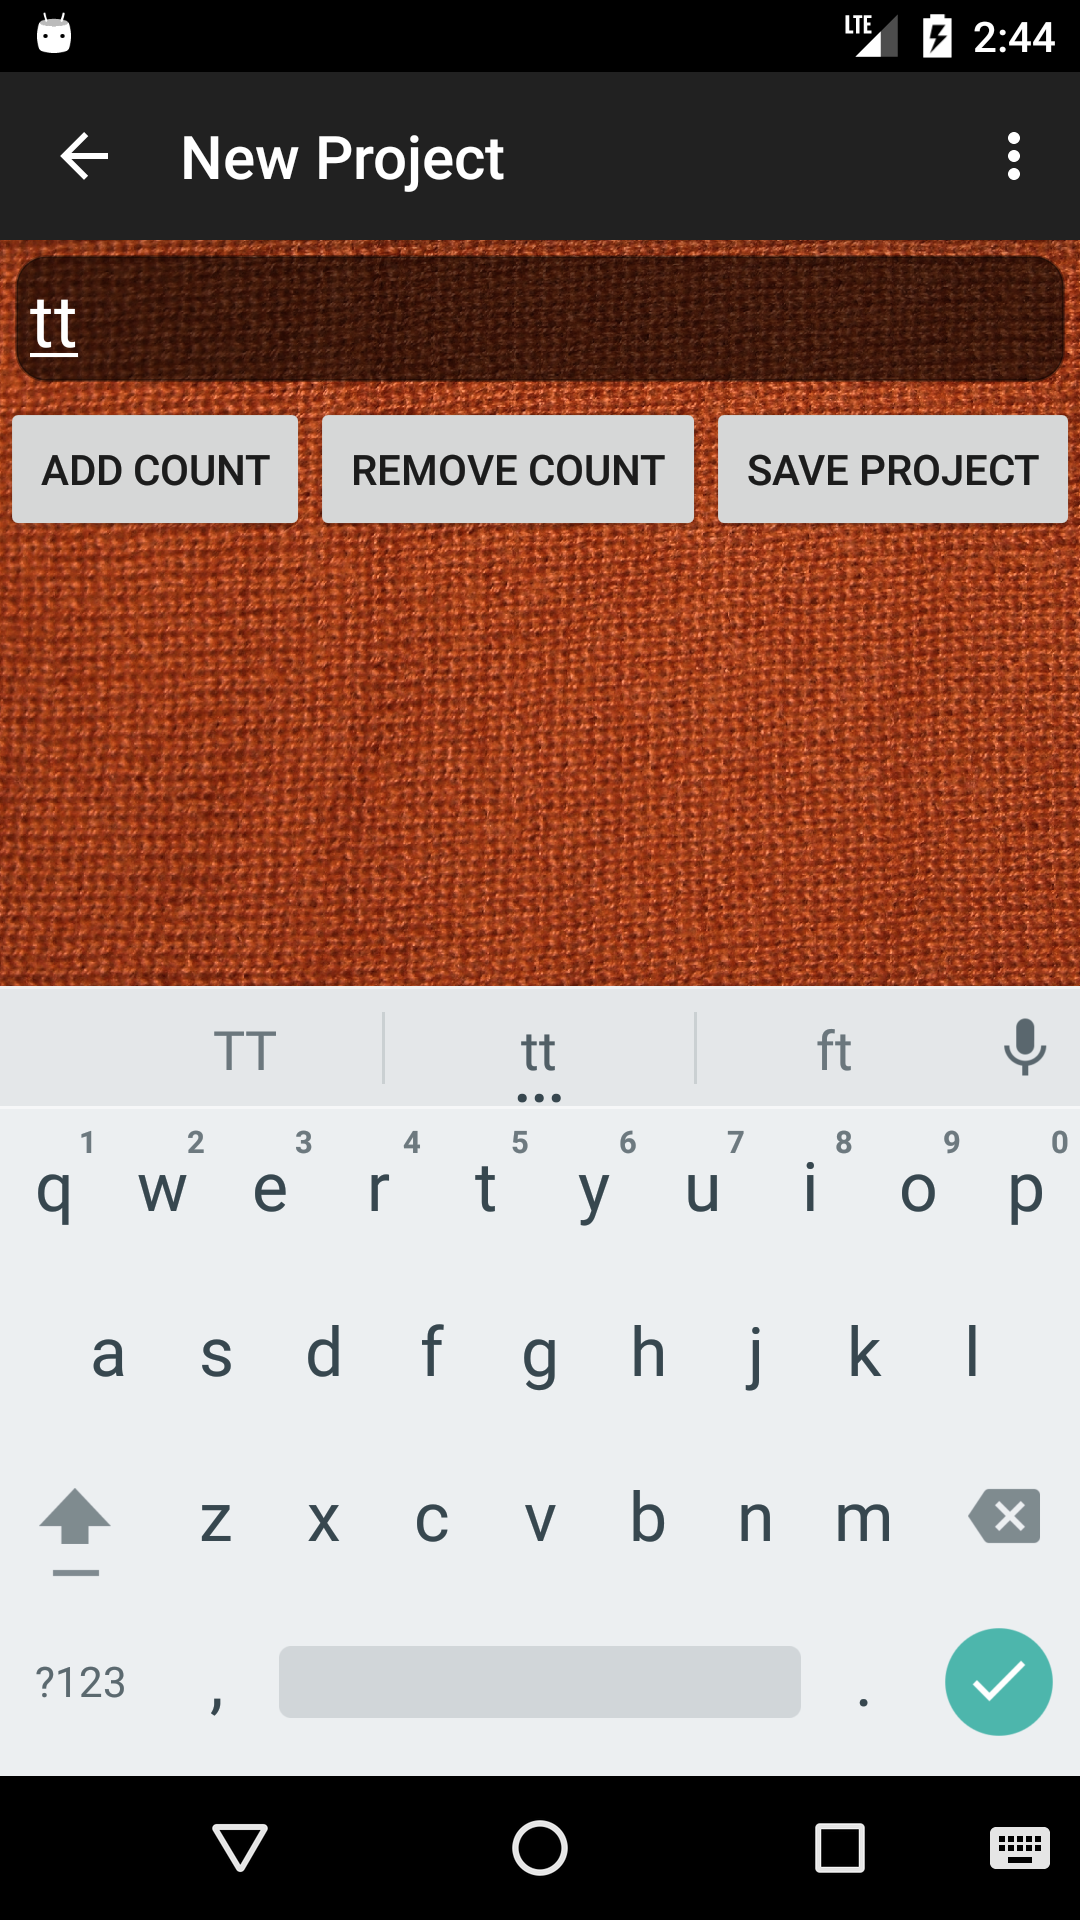 LTE 2:44
New Project
tt
ADD COUNT REMOVE COUNT SAVE PROJECT
TT tt ft
1 2 3 4 5 6 7 8 9 0
q w e r t y u i o p
a s d f g h j k l
z x c v b n m
?123 , .